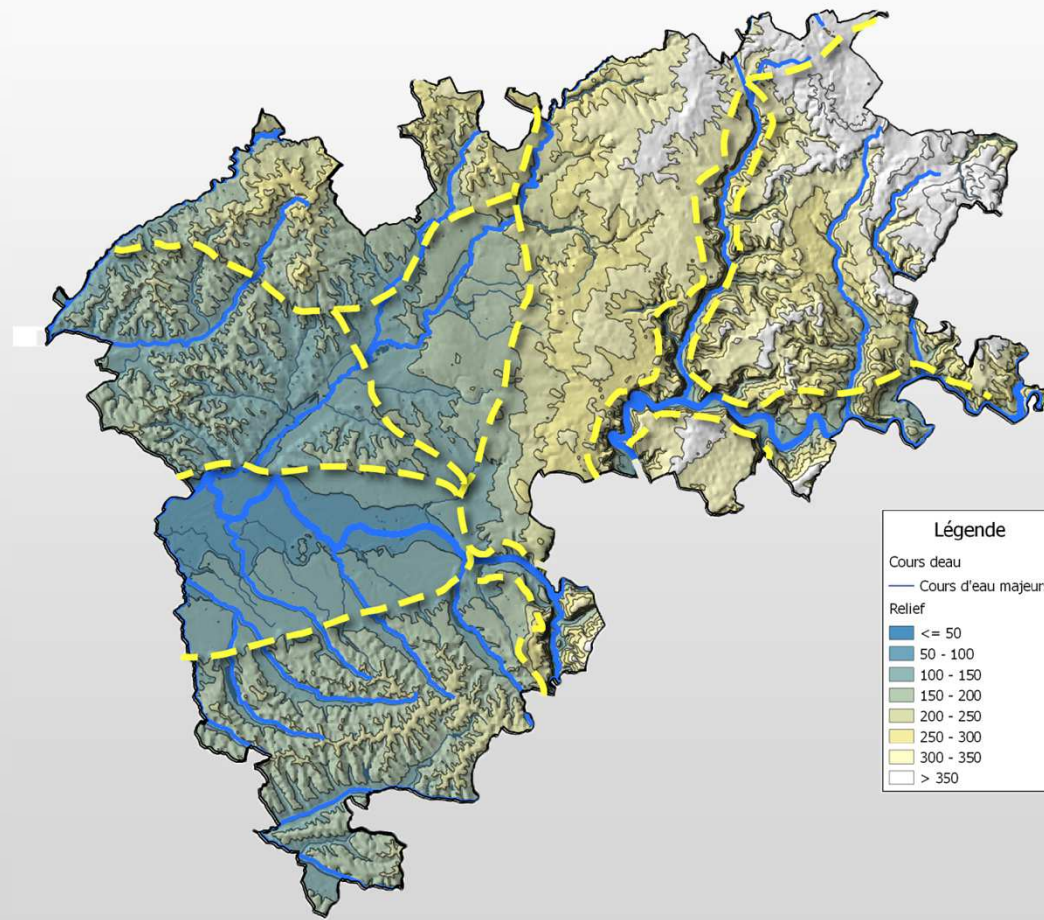 Légende
Cours deau
Cours d'eau majeur
Relief
<= 50
50 - 100
100 - 150
150 - 200
200 - 250
250 - 300
300 - 350
> 350